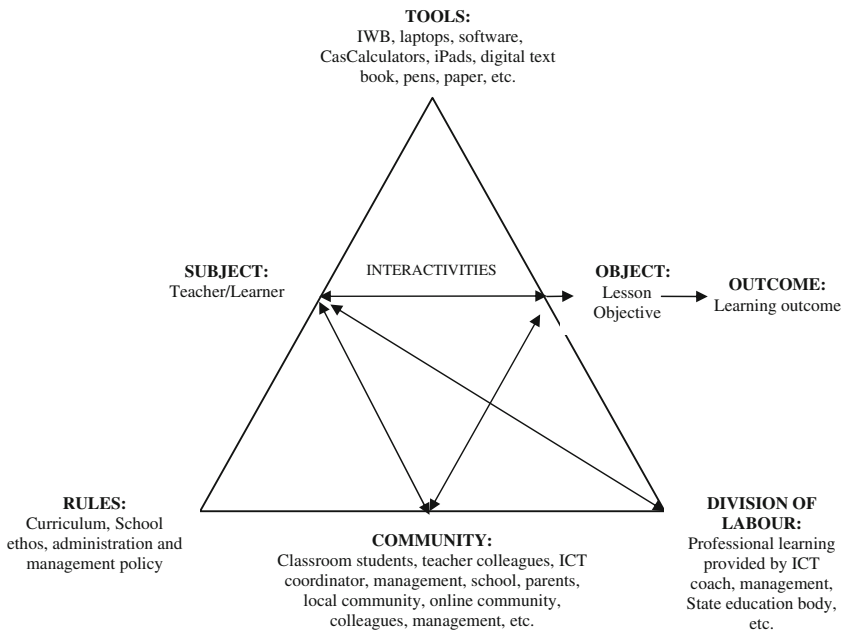 TOOLS:
IWB, laptops, software,
CasCalculators, iPads, digital text
book, pens, paper, etc.
SUBJECT:
Teacher/Learner
INTERACTIVITIES
OBJECT:
Lesson
Objective
OUTCOME:
Learning outcome
RULES:
Curriculum, School
ethos, administration and
management policy
COMMUNITY:
Classroom students, teacher colleagues, ICT
coordinator, management, school, parents,
local community, online community,
colleagues, management, etc.
DIVISION OF
LABOUR:
Professional learning
provided by ICT
coach, management,
State education body,
etc.